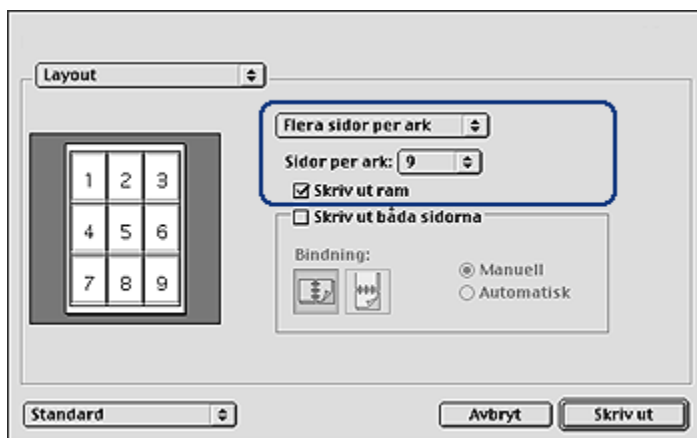 Layout
Flera sidor per ark
Sidor per ark: 9
Skriv ut ram
Skriv ut båda sidorna
Bindning:
Manuell
Automatisk
1 2 3
4 5 6
7 8 9
Standard
Avbryt
Skriv ut